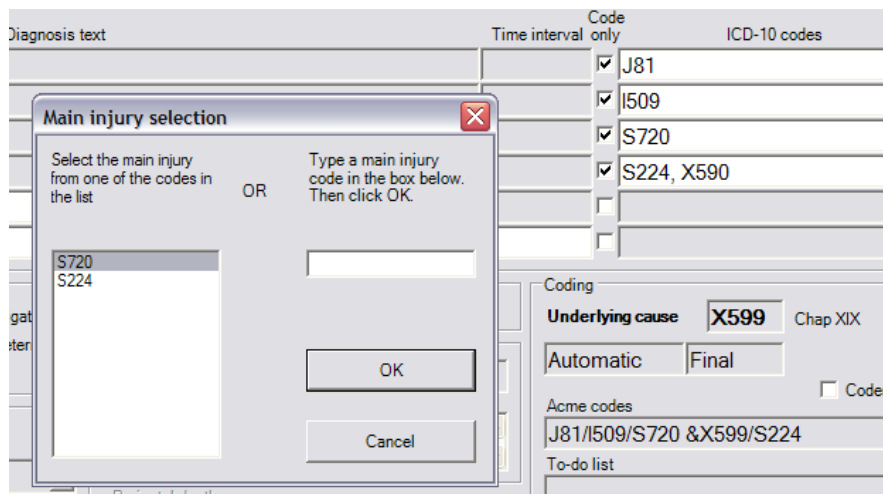 Diagnosis text
Time interval
Code only
ICD-10 codes
J81
I509
S720
S224, X590
Main injury selection
Select the main injury
from one of the codes in
the list
OR
Type a main injury
code in the box below.
Then click OK.
S720
S224
OK
Cancel
Coding
Underlying cause X599 Chap XIX
Automatic Final
Acme codes
J81/I509/S720 &X599/S224
To-do list